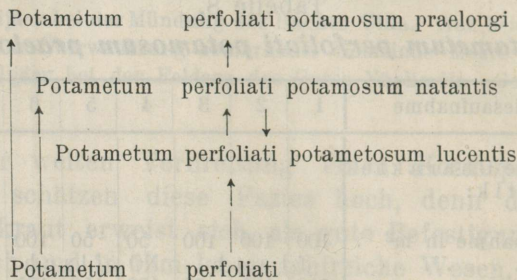 Potametum perfoliati potamosum praelongi
Potametum perfoliati potamosum natantis
Potametum perfoliati potametosum lucentis
Potametum perfoliati